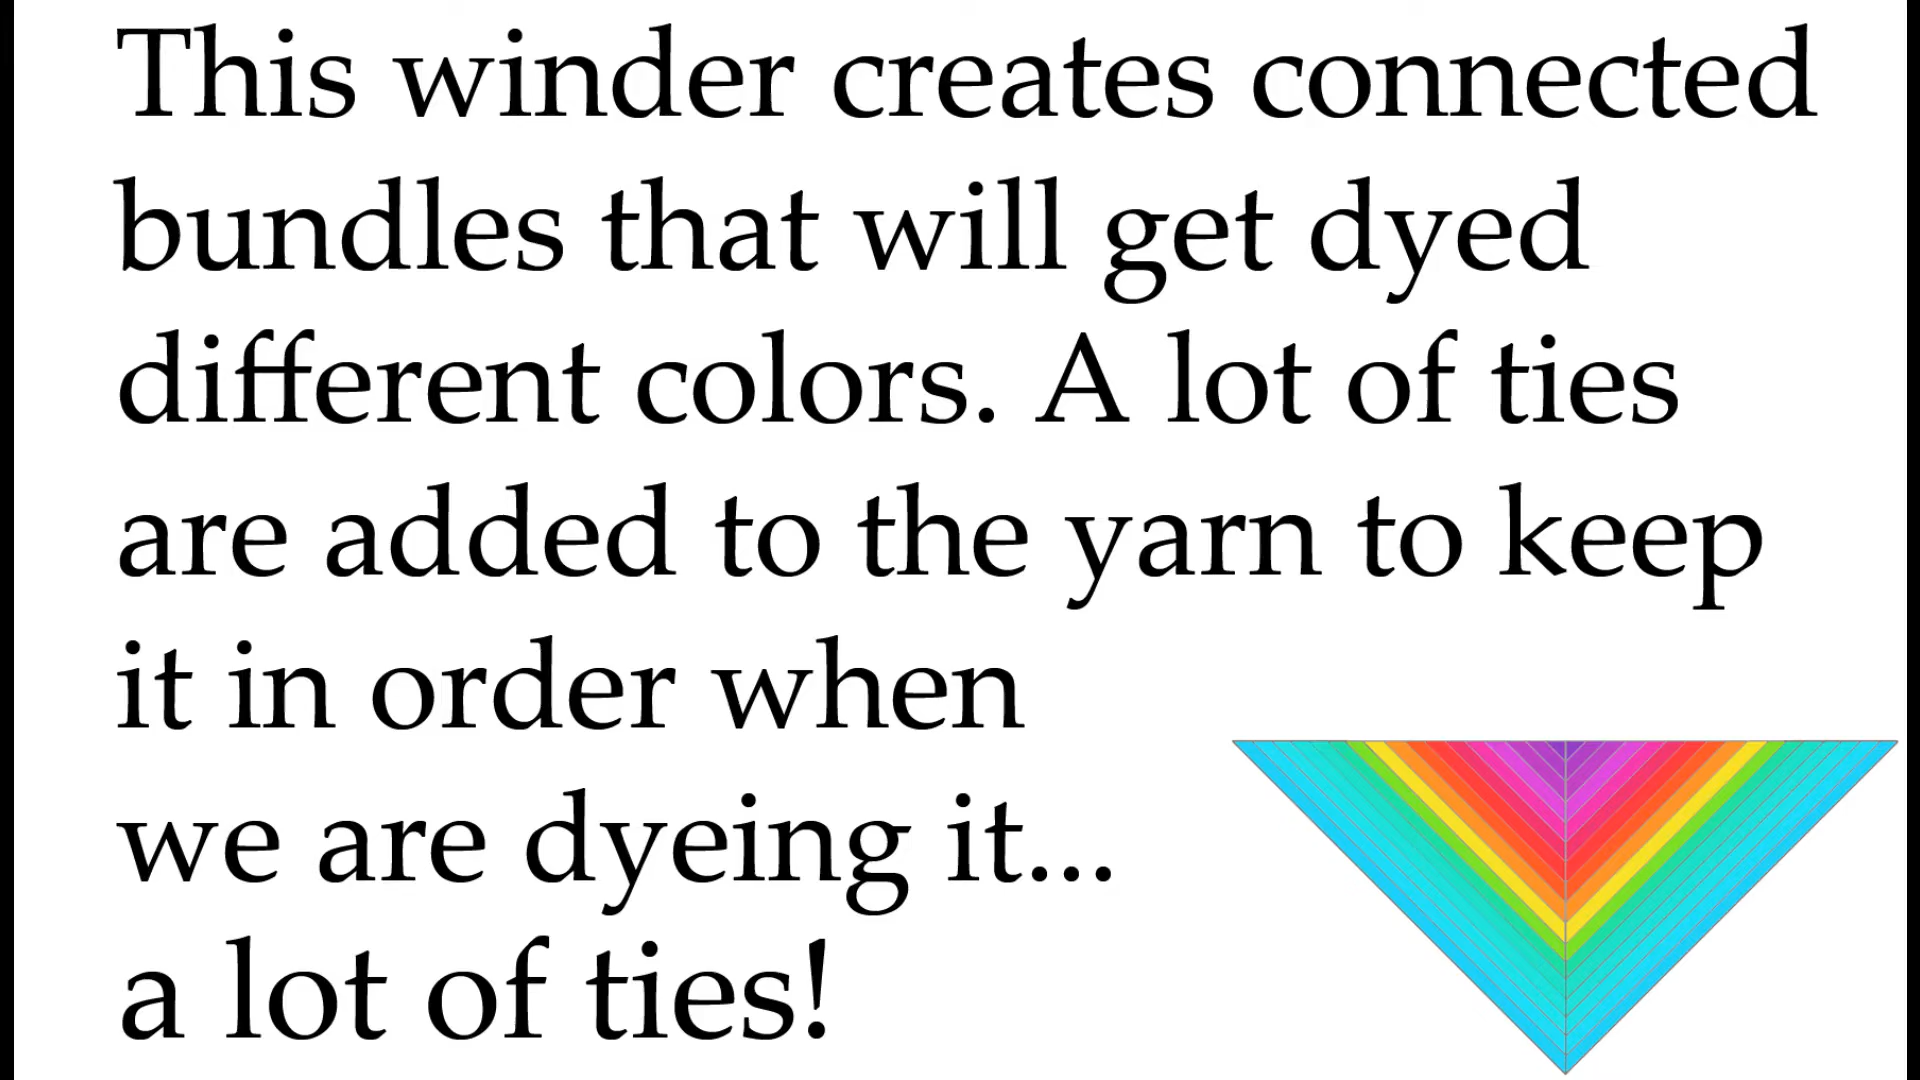 This winder creates connected
bundles that will get dyed
different colors. A lot of ties
are added to the yarn to keep
it in order when
we are dyeing it...
a lot of ties!